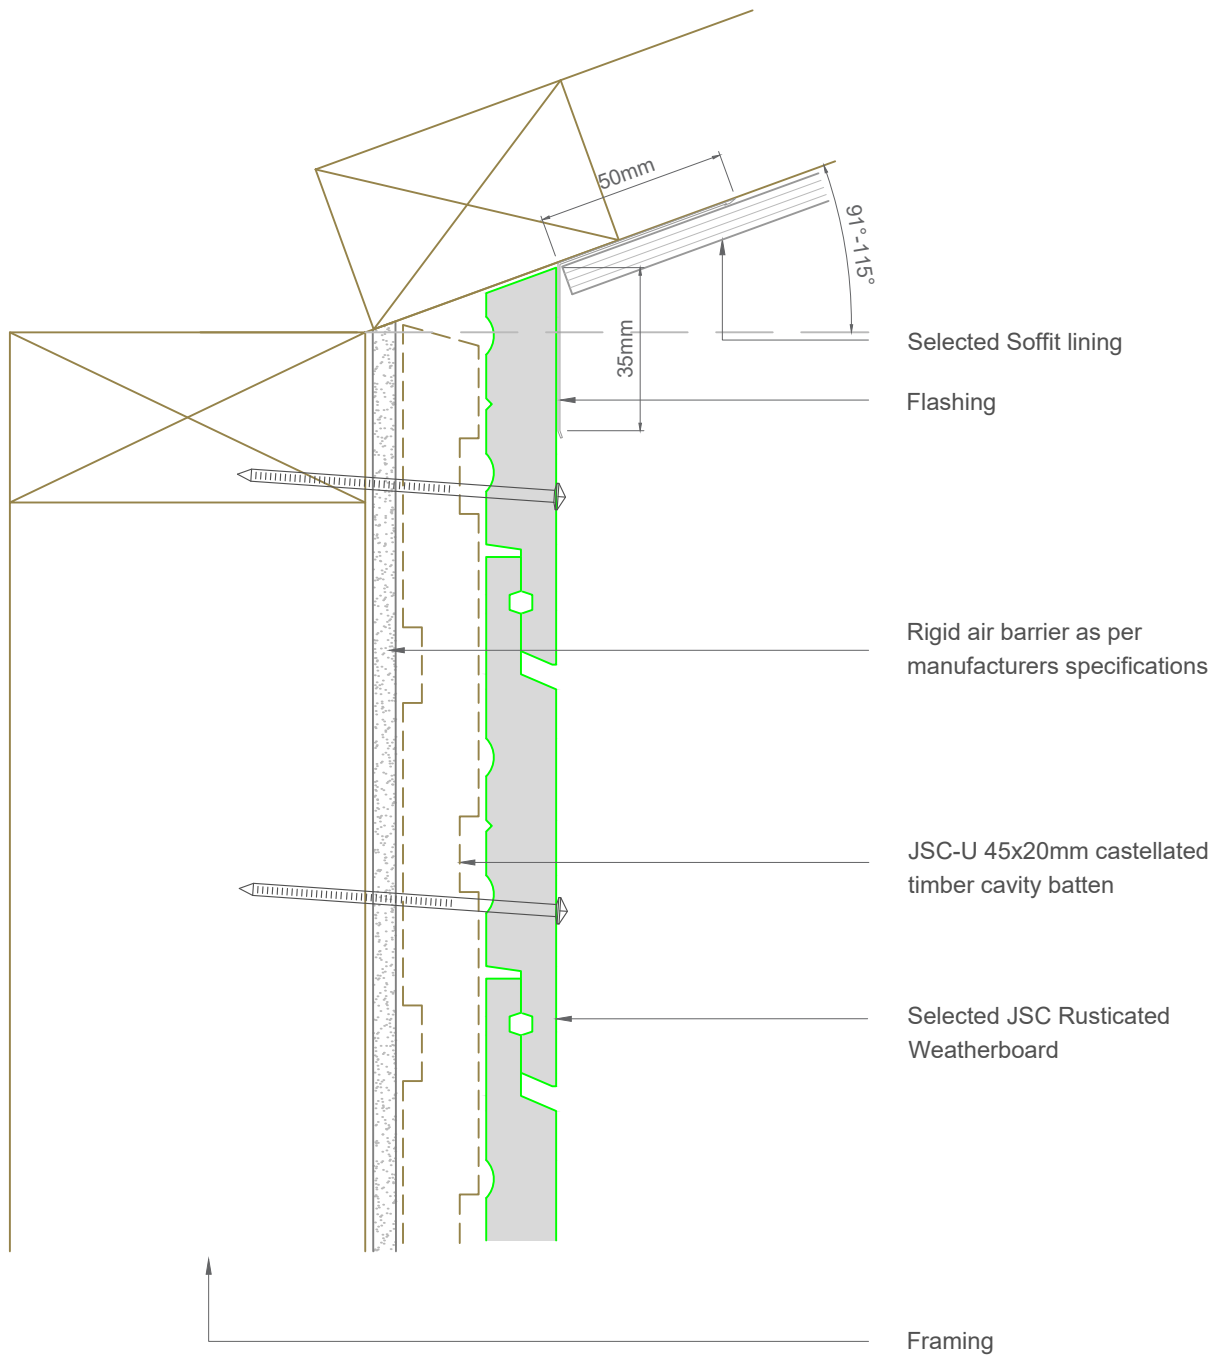 50mm
91°-115°
35mm
Selected Soffit lining
Flashing
Rigid air barrier as per
manufacturers specifications
JSC-U 45x20mm castellated
timber cavity batten
Selected JSC Rusticated
Weatherboard
Framing